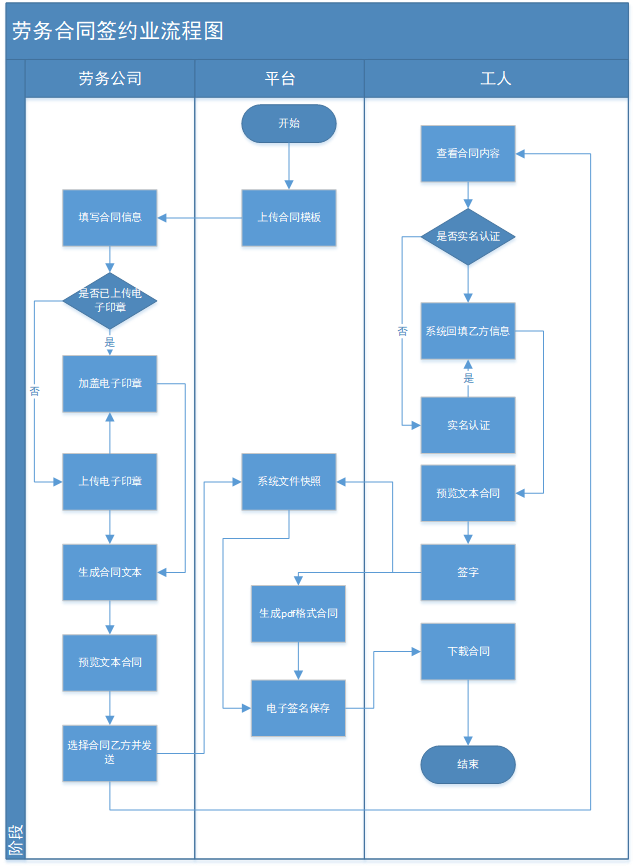 劳务合同签约业流程图
劳务公司
平台
工人
开始
查看合同内容
填写合同信息
上传合同模板
是否实名认证
是否已上传电
子印章
是
系统回填乙方信息
否
是
加盖电子印章
否
实名认证
上传电子印章
系统文件快照
预览文本合同
生成合同文本
签字
生成pdf格式合同
预览文本合同
下载合同
电子签名保存
选择合同乙方并发
送
结束
阶段